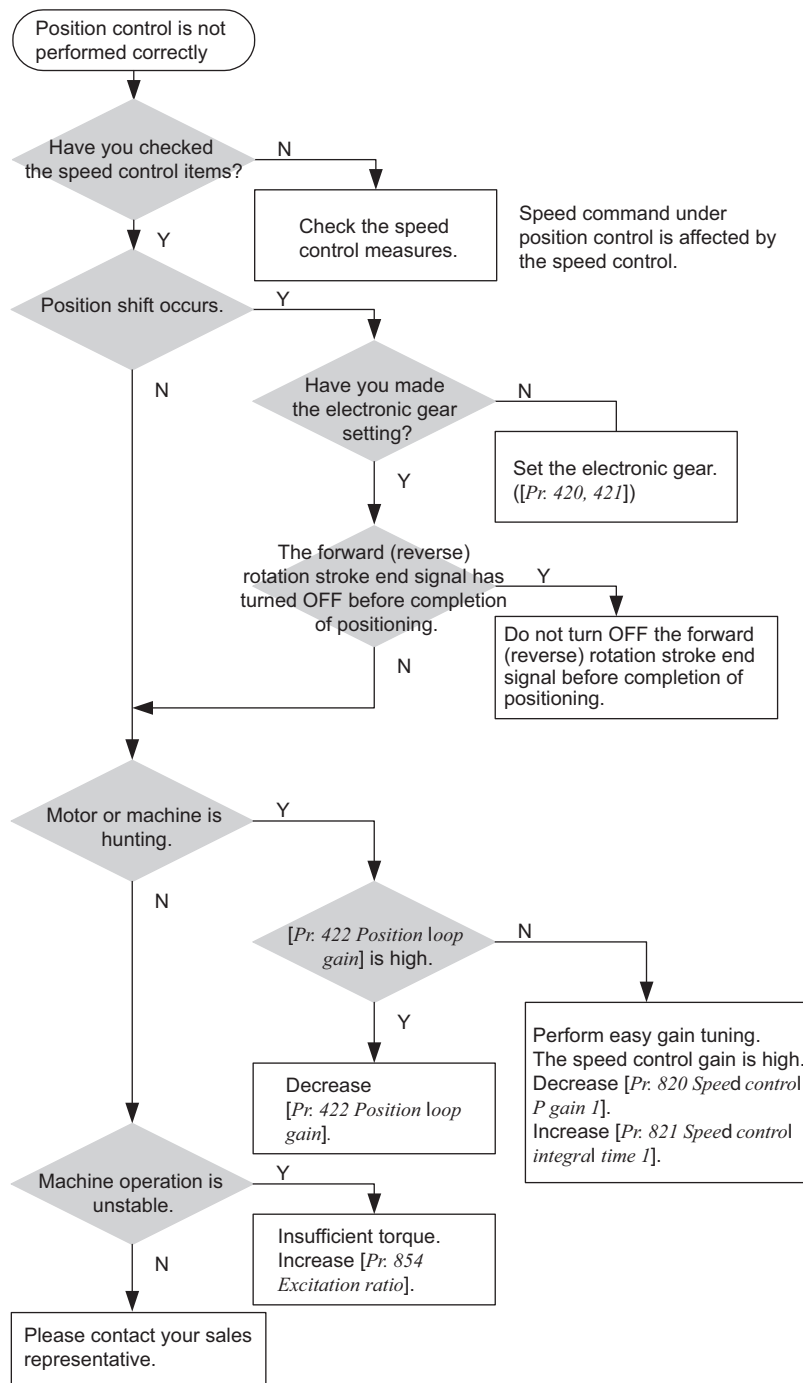 Position control is not
performed correctly
Have you checked
the speed control items?
N
Y
Check the speed
control measures.
Speed command under
position control is affected by
the speed control.
Position shift occurs.
Y
N
Have you made
the electronic gear
setting?
N
Y
Set the electronic gear.
([Pr. 420, 421])
The forward (reverse)
rotation stroke end signal has
turned OFF before completion
of positioning.
Y
N
Do not turn OFF the forward
(reverse) rotation stroke end
signal before completion of
positioning.
Motor or machine is
hunting.
Y
N
[Pr. 422 Position loop
gain] is high.
N
Y
Perform easy gain tuning.
The speed control gain is high.
Decrease [Pr. 820 Speed control
P gain 1].
Increase [Pr. 821 Speed control
integral time 1].
Decrease
[Pr. 422 Position loop
gain].
Machine operation is
unstable.
Y
N
Insufficient torque.
Increase [Pr. 854
Excitation ratio].
Please contact your sales
representative.